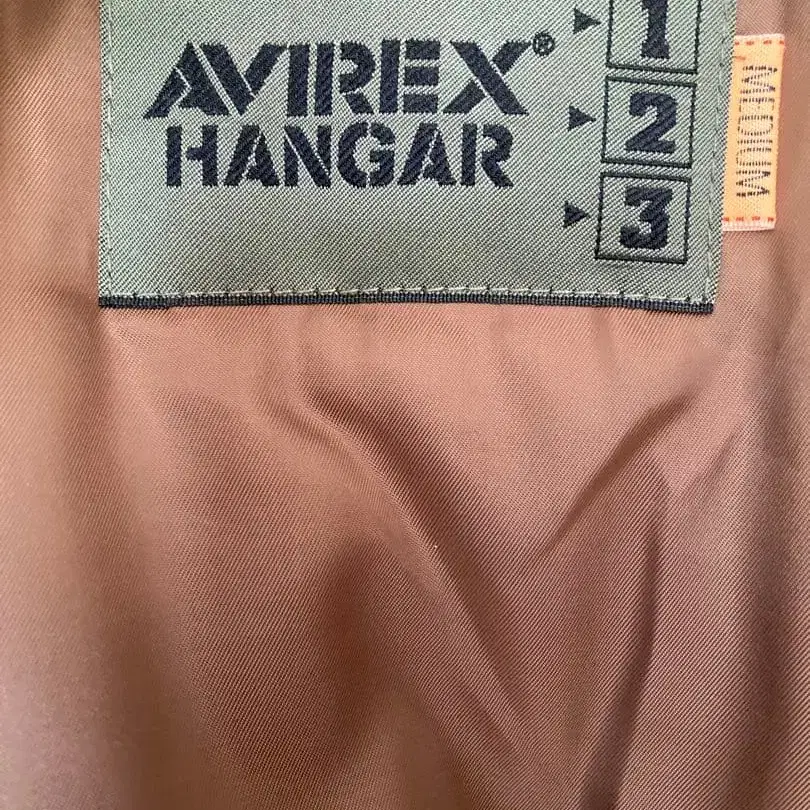 AVIREX®
HANGAR
1
2
3
MEDIUM